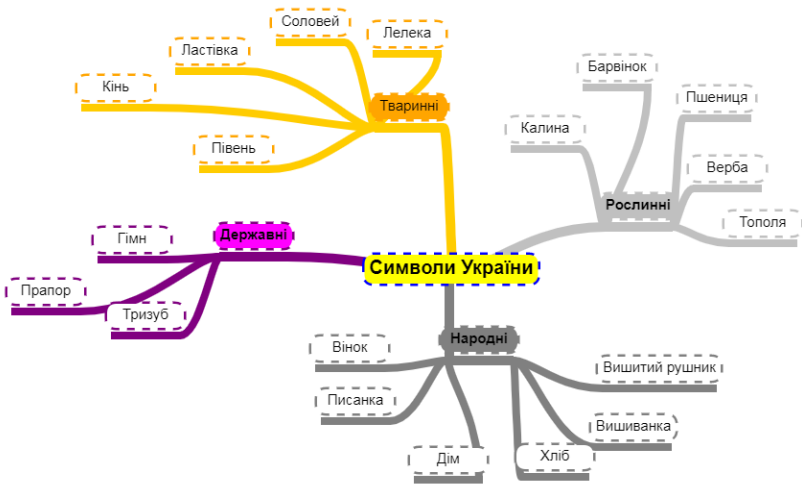 Символи України
Тваринні
Соловей
Лелека
Ластівка
Кінь
Півень
Рослинні
Барвінок
Пшениця
Калина
Верба
Тополя
Державні
Гімн
Прапор
Тризуб
Народні
Вінок
Писанка
Дім
Хліб
Вишиванка
Вишитий рушник